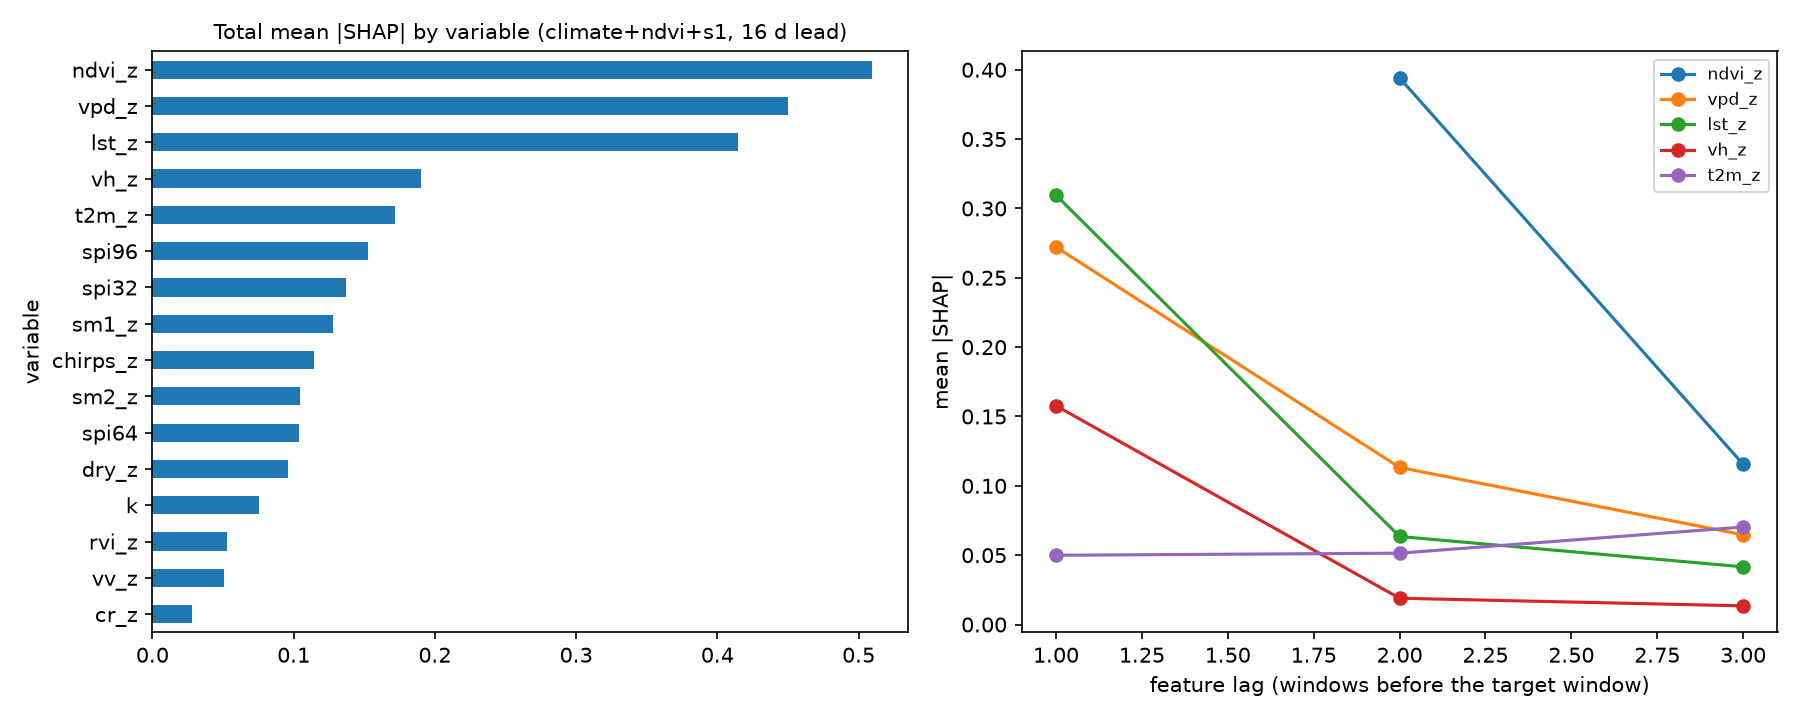 Total mean |SHAP| by variable (climate+ndvi+s1, 16 d lead)
variable
ndvi_z
vpd_z
lst_z
vh_z
t2m_z
spi96
spi32
sm1_z
chirps_z
sm2_z
spi64
dry_z
k
rvi_z
vv_z
cr_z
0.0 0.1 0.2 0.3 0.4 0.5
mean |SHAP|
0.40
0.35
0.30
0.25
0.20
0.15
0.10
0.05
0.00
ndvi_z
vpd_z
lst_z
vh_z
t2m_z
1.00 1.25 1.50 1.75 2.00 2.25 2.50 2.75 3.00
feature lag (windows before the target window)